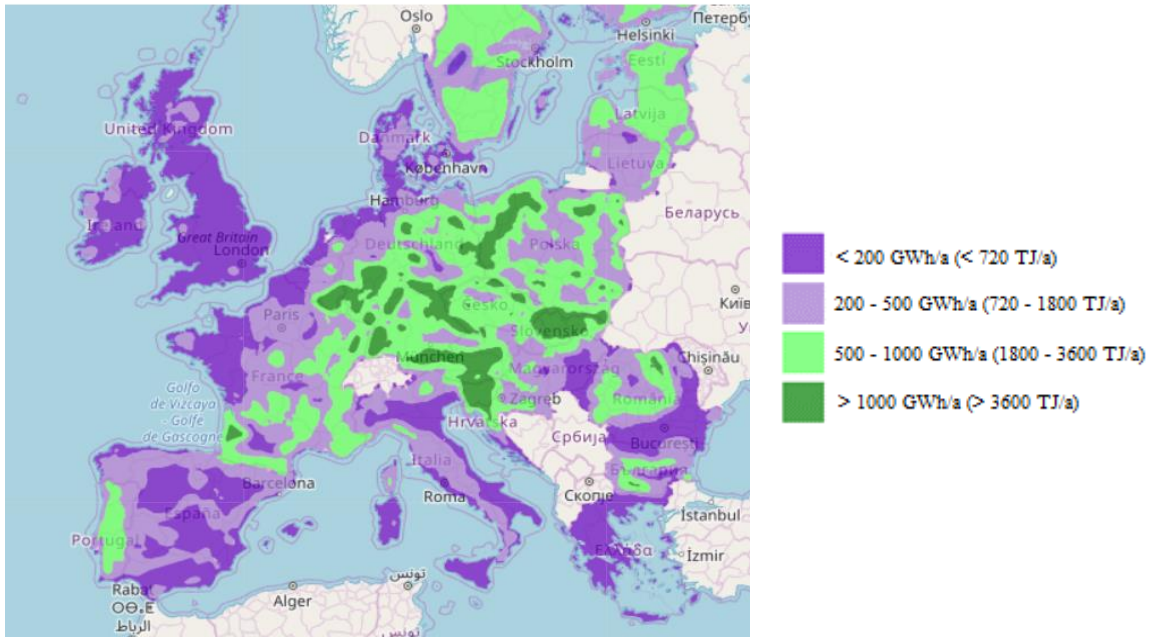 Oslo
Петербу
Helsinki
Stockholm
Eesti
United Kingdom
Latvija
Danmark
København
Lietuva
Hamburg
Беларусь
Ireland
Great Britain
London
Deutschland
Polska
Київ
Paris
Česko
Slovensko
München
Magyarország
Chișinău
France
Golfo
de Vizcaya
- Golfe
de Gascogne
Zagreb
România
Hrvatska
Србија
București
Italia
България
Barcelona
Roma
Скопје
İstanbul
España
Portugal
Ελλάδα
İzmir
Raba
ⵔⴱⴰⵟ
الرباط
Alger
تونس
تونس
< 200 GWh/a (< 720 TJ/a)
200 - 500 GWh/a (720 - 1800 TJ/a)
500 - 1000 GWh/a (1800 - 3600 TJ/a)
> 1000 GWh/a (> 3600 TJ/a)